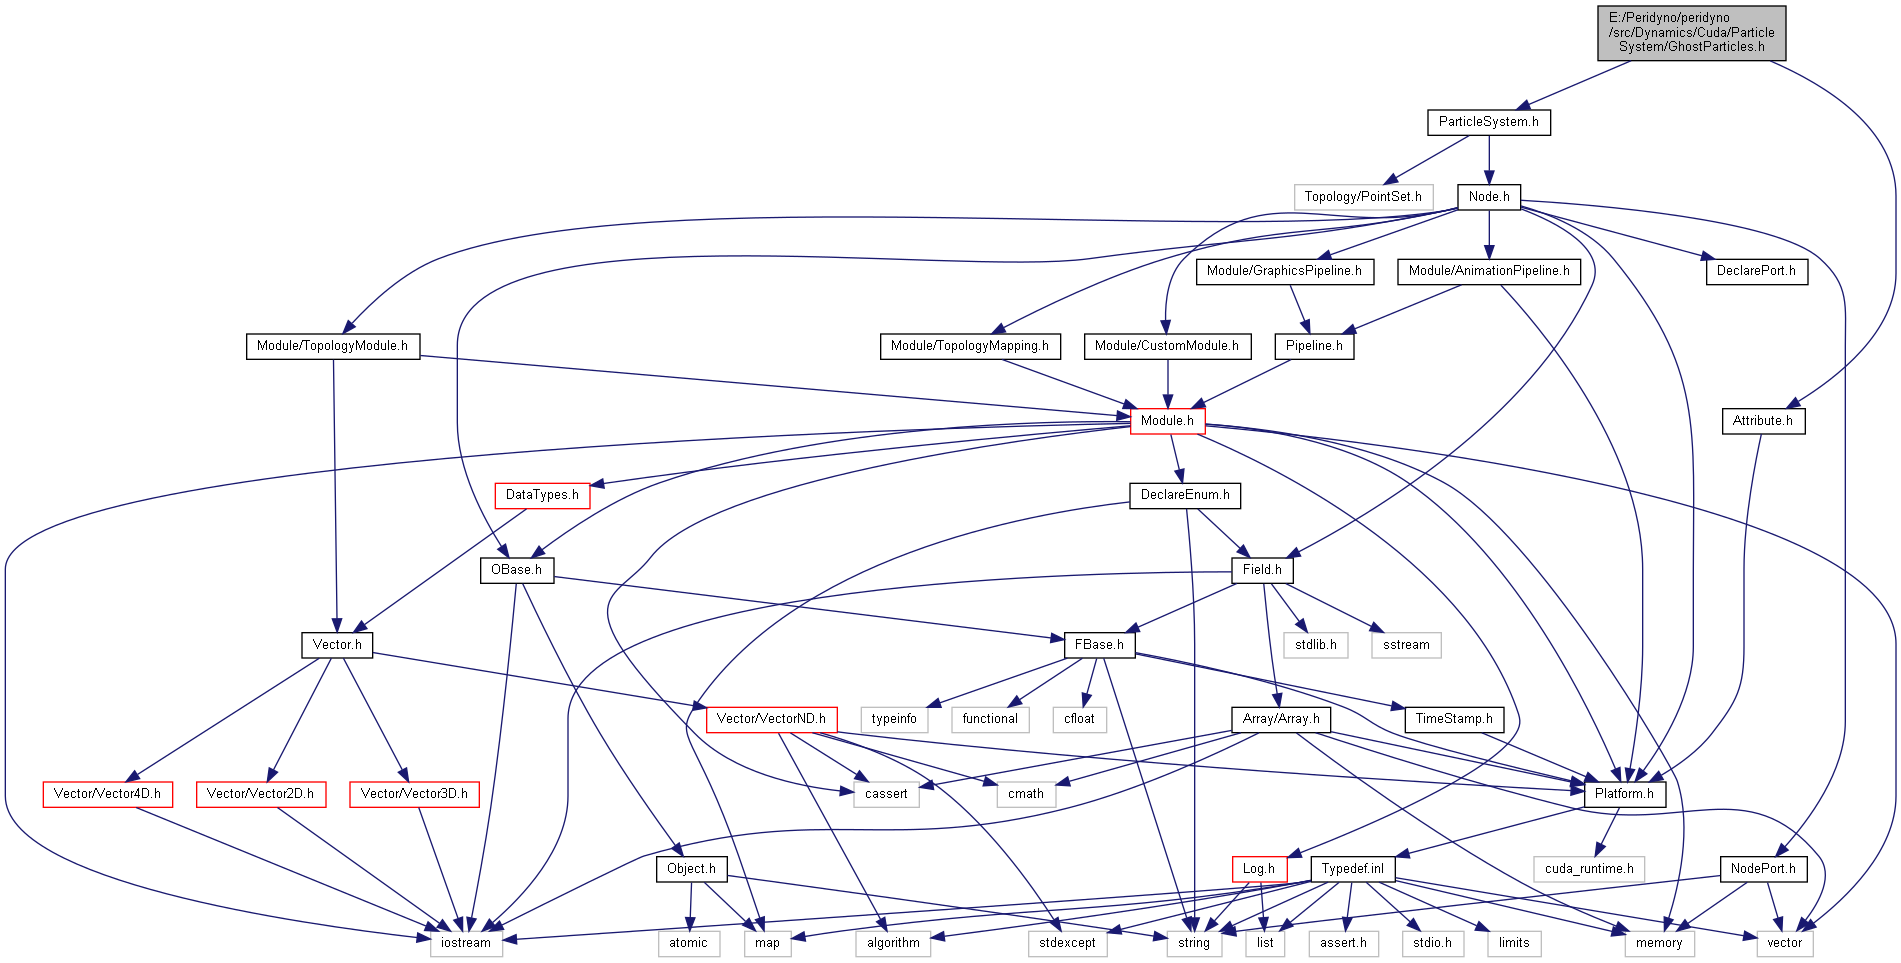 E:/Peridyno/peridyno
/src/Dynamics/Cuda/Particle
System/GhostParticles.h
ParticleSystem.h
Topology/PointSet.h
Node.h
Module/GraphicsPipeline.h
Module/AnimationPipeline.h
DeclarePort.h
Module/TopologyModule.h
Module/TopologyMapping.h
Module/CustomModule.h
Pipeline.h
Module.h
Attribute.h
DataTypes.h
DeclareEnum.h
OBase.h
Field.h
Vector.h
FBase.h
stdlib.h
sstream
Vector/VectorND.h
typeinfo
functional
cfloat
Array/Array.h
TimeStamp.h
Vector/Vector4D.h
Vector/Vector2D.h
Vector/Vector3D.h
cassert
cmath
Platform.h
Object.h
Log.h
Typedef.inl
cuda_runtime.h
NodePort.h
iostream
atomic
map
algorithm
stdexcept
string
list
assert.h
stdio.h
limits
memory
vector